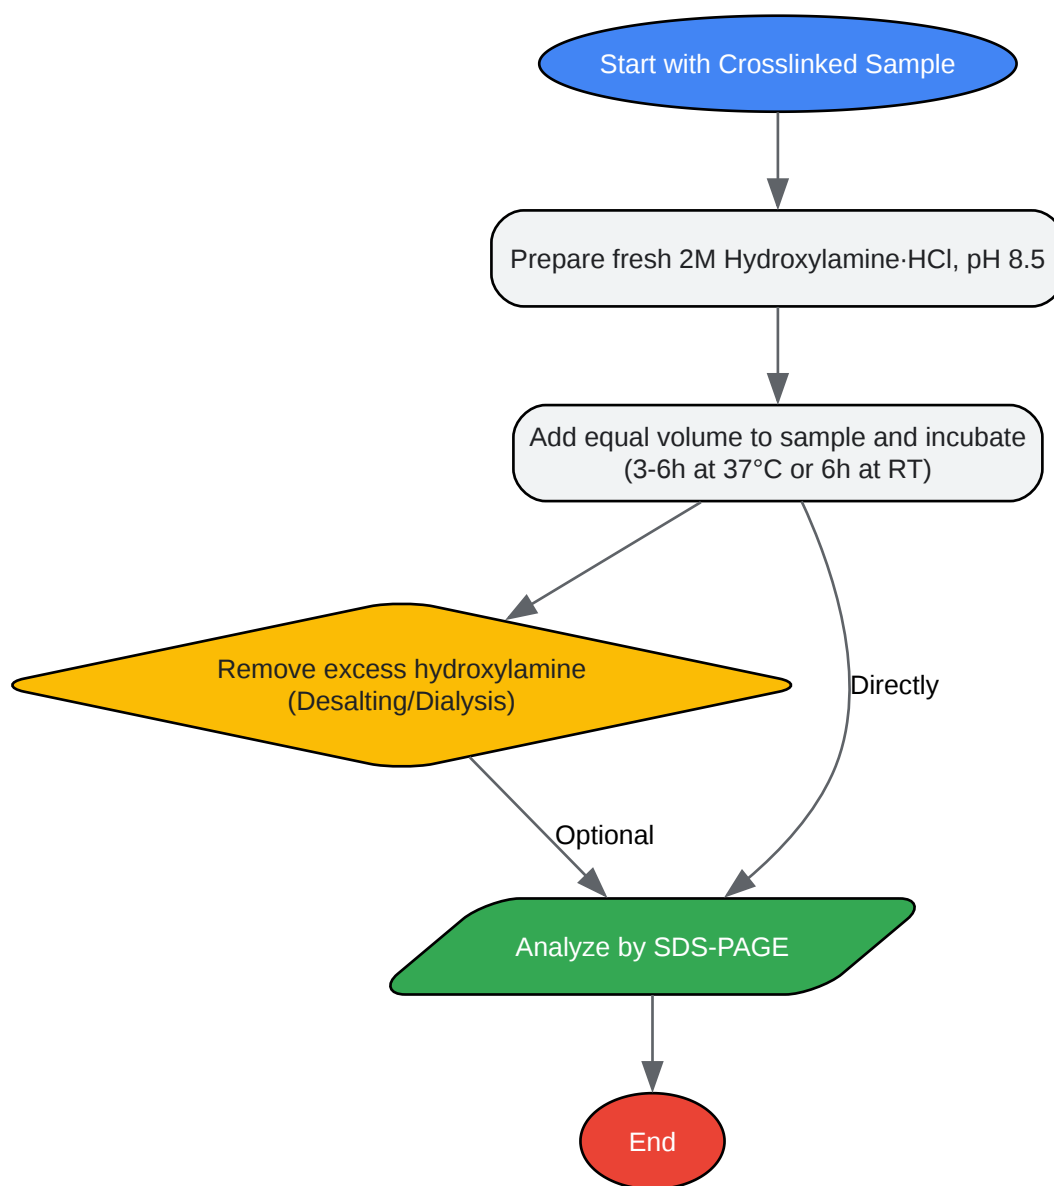 Start with Crosslinked Sample
Prepare fresh 2M Hydroxylamine·HCl, pH 8.5
Add equal volume to sample and incubate
(3-6h at 37°C or 6h at RT)
Remove excess hydroxylamine
(Desalting/Dialysis)
Directly
Optional
Analyze by SDS-PAGE
End